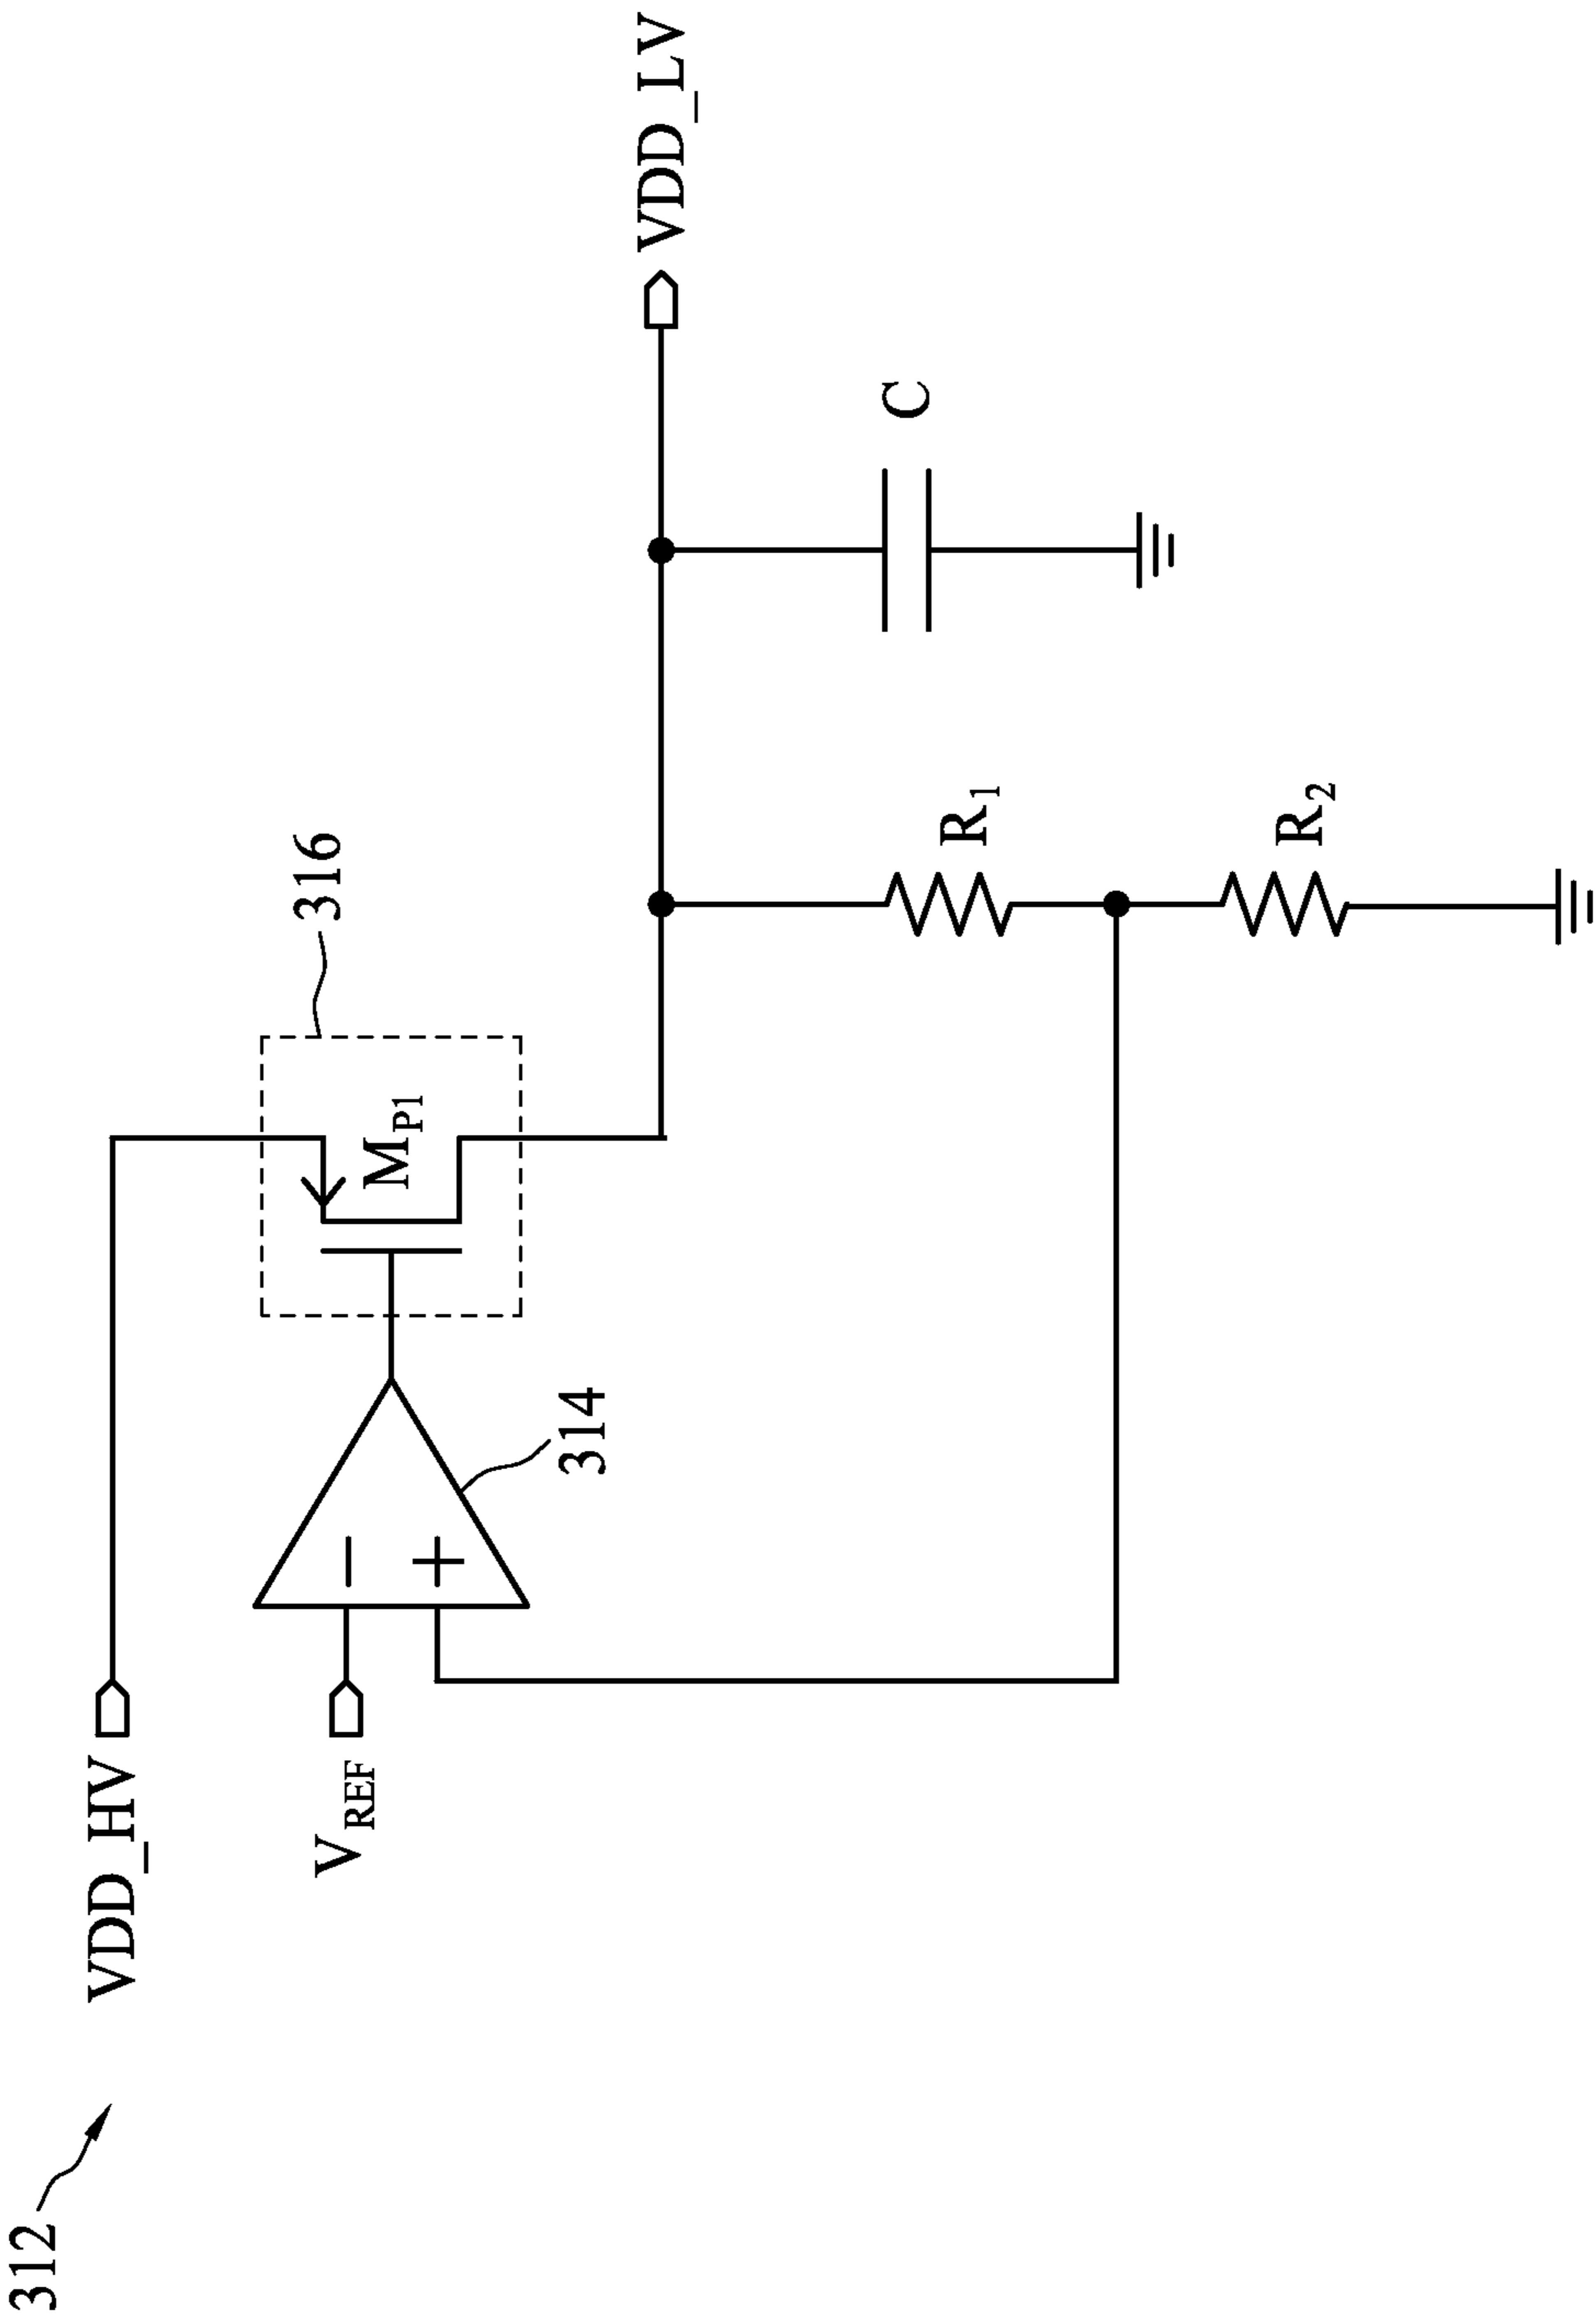 312
VDD_HV
VREF
314
316
MP1
VDD_LV
R1
C
R2
− +